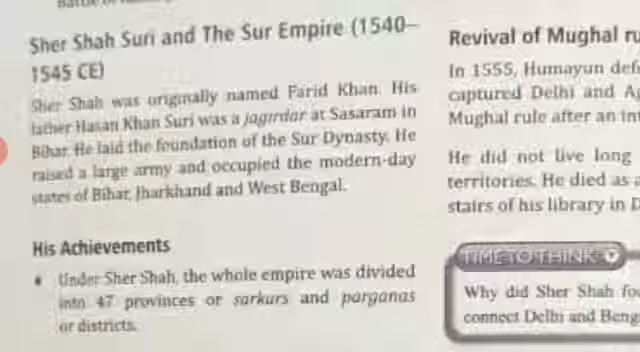 Sher Shah Suri and The Sur Empire (1540–
1545 CE)
Sher Shah was originally named Farid Khan. His
father Hasan Khan Suri was a jagirdar at Sasaram in
Bihar. He laid the foundation of the Sur Dynasty. He
raised a large army and occupied the modern-day
states of Bihar, Jharkhand and West Bengal.
His Achievements
• Under Sher Shah, the whole empire was divided
into 47 provinces or sarkars and parganas
or districts.
Revival of Mughal ru
In 1555, Humayun defe
captured Delhi and Ag
Mughal rule after an int
He did not live long
territories. He died as a
stairs of his library in D
TIME TO THINK
Why did Sher Shah fou
connect Delhi and Beng